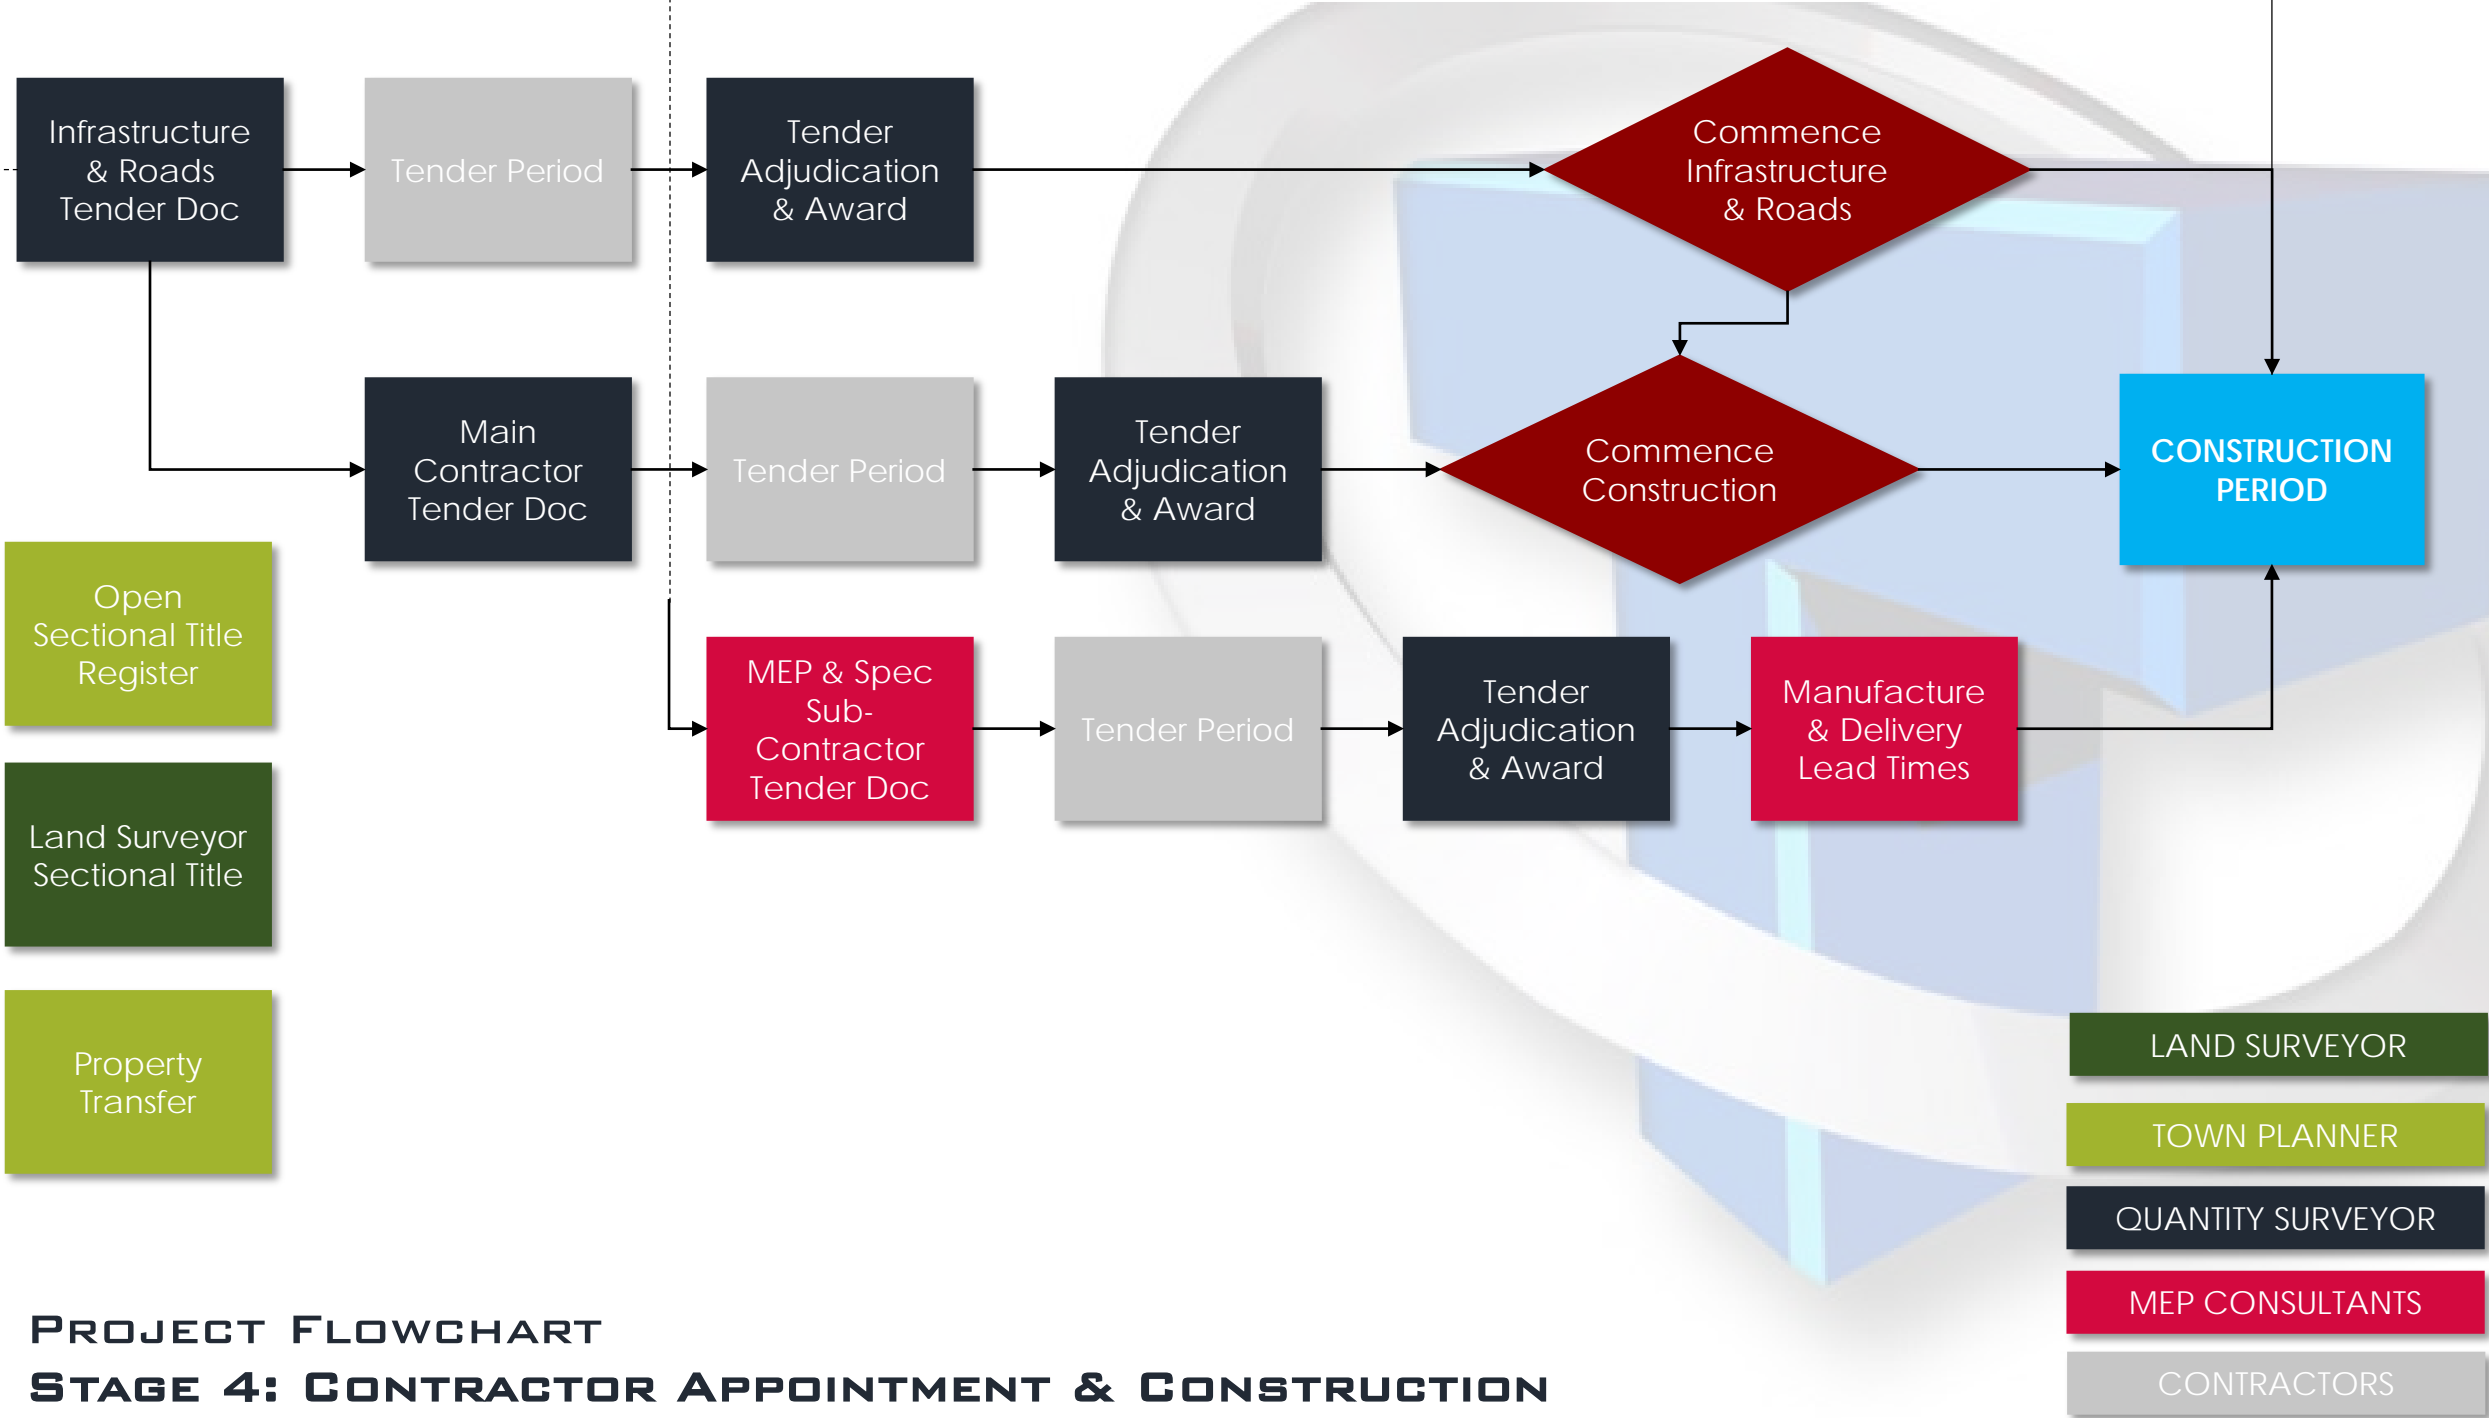 Infrastructure
& Roads
Tender Doc
Tender Period
Tender
Adjudication
& Award
Commence
Infrastructure
& Roads
Main
Contractor
Tender Doc
Tender Period
Tender
Adjudication
& Award
Commence
Construction
CONSTRUCTION
PERIOD
Open
Sectional Title
Register
MEP & Spec
Sub-
Contractor
Tender Doc
Tender Period
Tender
Adjudication
& Award
Manufacture
& Delivery
Lead Times
Land Surveyor
Sectional Title
Property
Transfer
LAND SURVEYOR
TOWN PLANNER
QUANTITY SURVEYOR
MEP CONSULTANTS
CONTRACTORS
Project Flowchart
Stage 4: Contractor Appointment & Construction